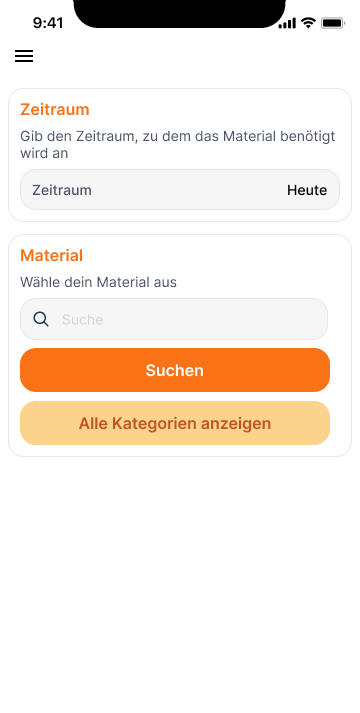 9:41
Zeitraum
Gib den Zeitraum, zu dem das Material benötigt
wird an
Zeitraum Heute
Material
Wähle dein Material aus
Suche
Suchen
Alle Kategorien anzeigen